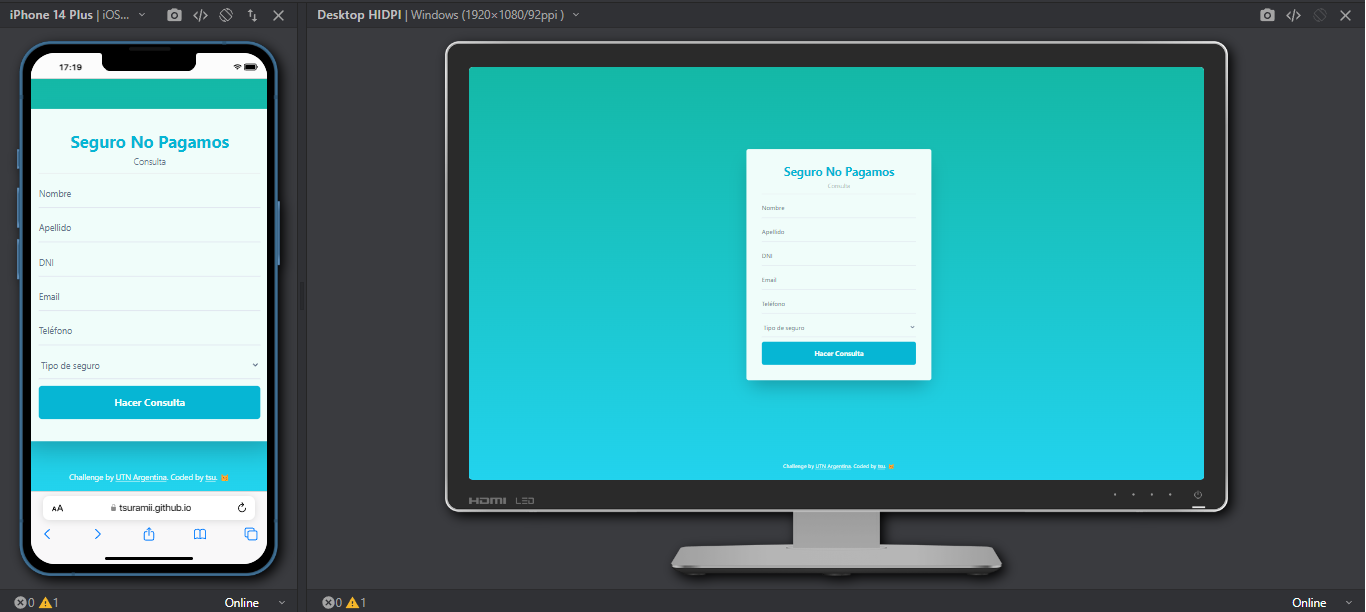 iPhone 14 Plus | iOS...
17:19
Seguro No Pagamos
Consulta
Nombre
Apellido
DNI
Email
Teléfono
Tipo de seguro
Hacer Consulta
Challenge by UTN Argentina. Coded by tsu.
AA
tsuramii.github.io
0 1
Online
Desktop HIDPI | Windows (1920×1080/92ppi )
Seguro No Pagamos
Consulta
Nombre
Apellido
DNI
Email
Teléfono
Tipo de seguro
Hacer Consulta
Challenge by UTN Argentina. Coded by tsu.
HDMI LED
0 1
Online